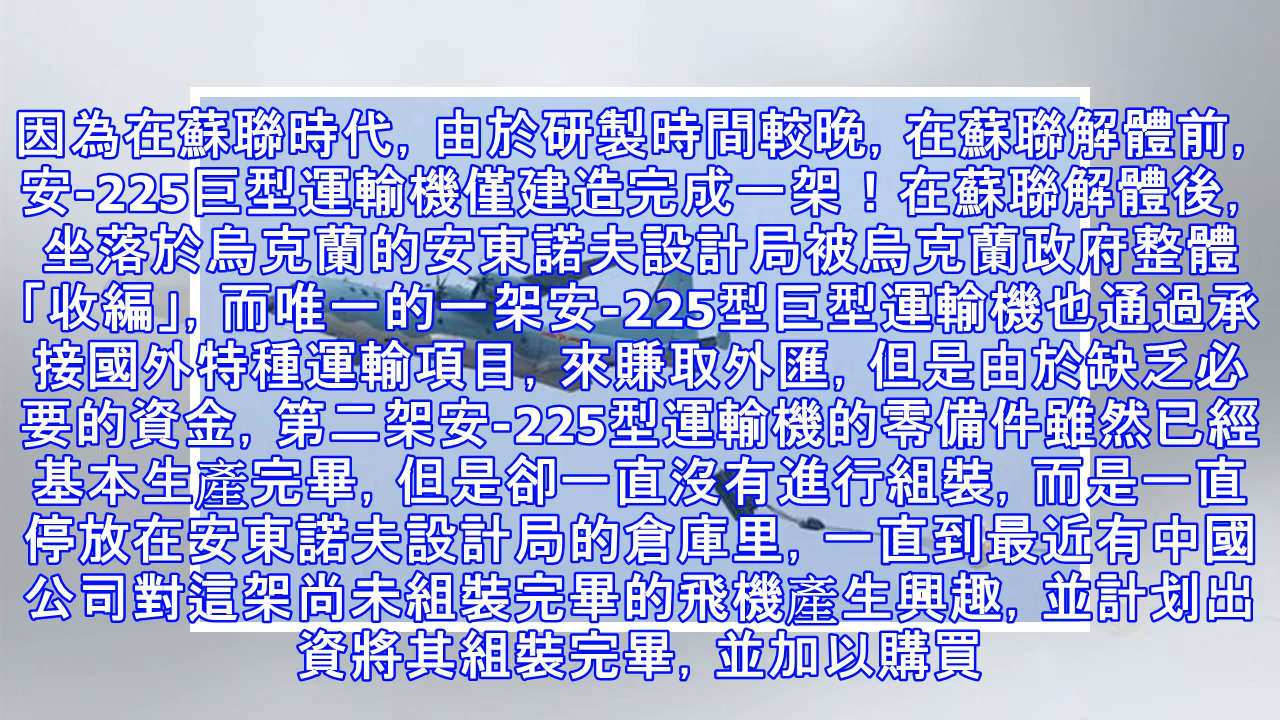 因為在蘇聯時代, 由於研製時間較晚, 在蘇聯解體前,
安-225巨型運輸機僅建造完成一架！在蘇聯解體後,
坐落於烏克蘭的安東諾夫設計局被烏克蘭政府整體
「收編」, 而唯一的一架安-225型巨型運輸機也通過承
接國外特種運輸項目, 來賺取外匯, 但是由於缺乏必
要的資金, 第二架安-225型運輸機的零備件雖然已經
基本生產完畢, 但是卻一直沒有進行組裝, 而是一直
停放在安東諾夫設計局的倉庫里, 一直到最近有中國
公司對這架尚未組裝完畢的飛機產生興趣, 並計划出
資將其組裝完畢, 並加以購買